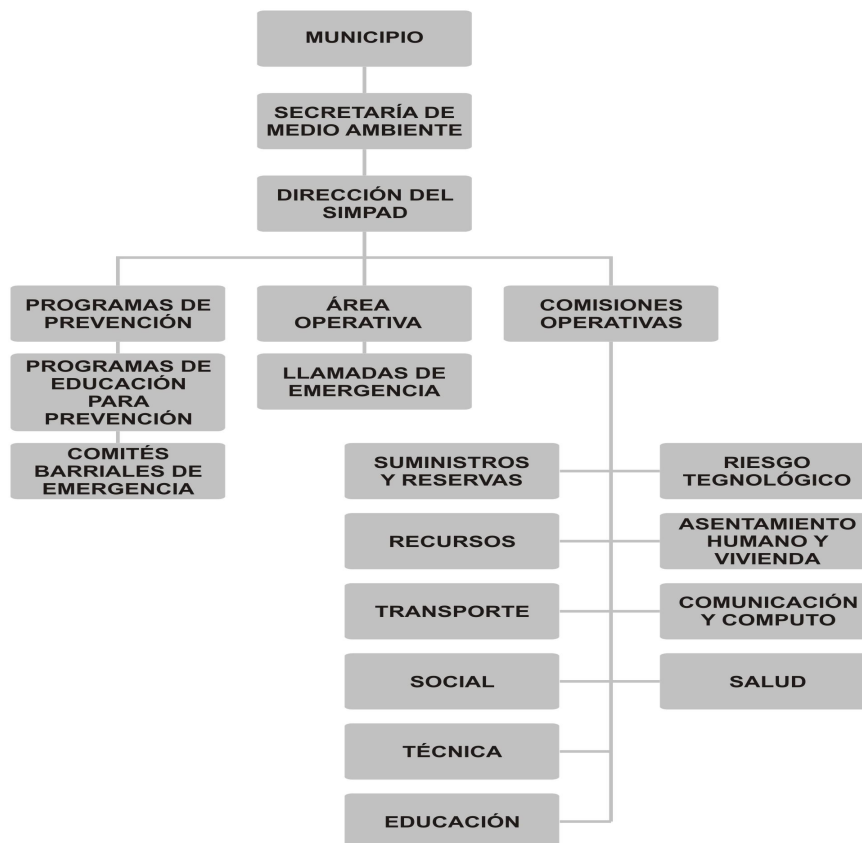 MUNICIPIO
SECRETARÍA DE
MEDIO AMBIENTE
DIRECCIÓN DEL
SIMPAD
PROGRAMAS DE
PREVENCIÓN
ÁREA
OPERATIVA
COMISIONES
OPERATIVAS
PROGRAMAS DE
EDUCACIÓN
PARA
PREVENCIÓN
LLAMADAS DE
EMERGENCIA
COMITÉS
BARRIALES DE
EMERGENCIA
SUMINISTROS
Y RESERVAS
RIESGO
TEGNOLÓGICO
RECURSOS
ASENTAMIENTO
HUMANO Y
VIVIENDA
TRANSPORTE
COMUNICACIÓN
Y COMPUTO
SOCIAL
SALUD
TÉCNICA
EDUCACIÓN